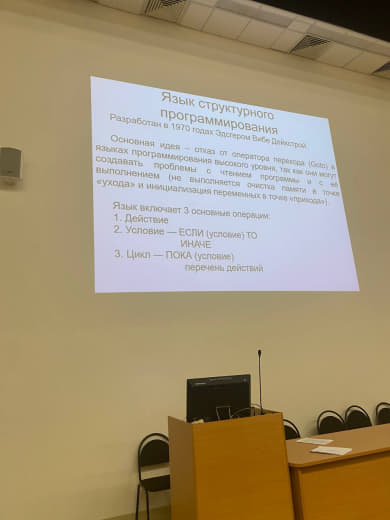 Язык структурного
программирования
Разработан в 1970 годах Эдсгером Вибе Дейкстрой.
Основная идея – отказ от оператора перехода (Goto) в
языках программирования высокого уровня, так как они могут
создавать проблемы с чтением программы и с её
выполнением (не выполняется очистка памяти в точке
«ухода» и инициализация переменных в точке «прихода»).
Язык включает 3 основные операции:
1. Действие
2. Условие — ЕСЛИ (условие) ТО
ИНАЧЕ
3. Цикл — ПОКА (условие)
перечень действий